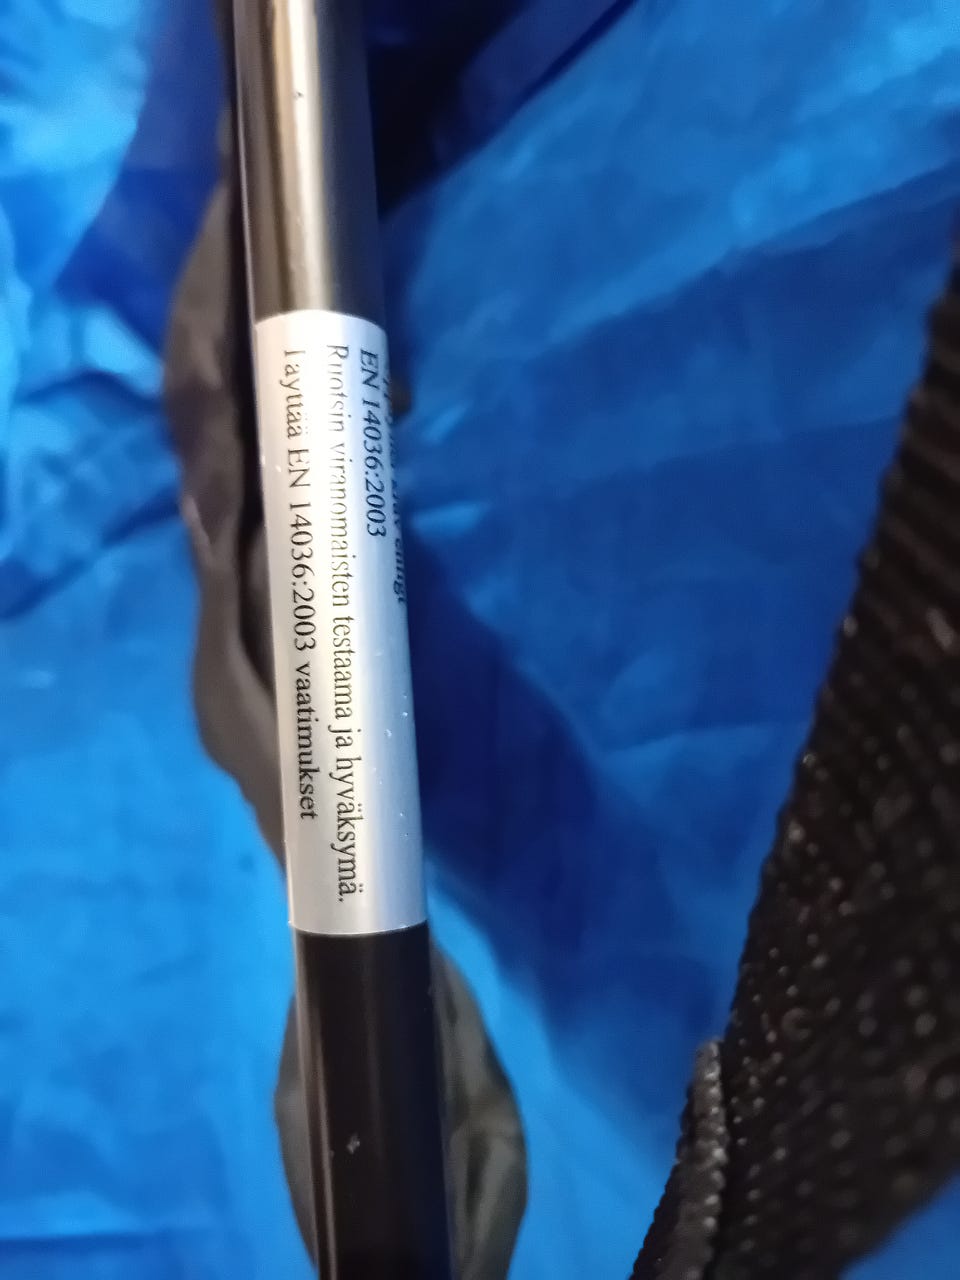 EN 14036:2003
Ruotsin viranomaisten testaama ja hyväksymä.
Täyttää EN 14036:2003 vaatimukset